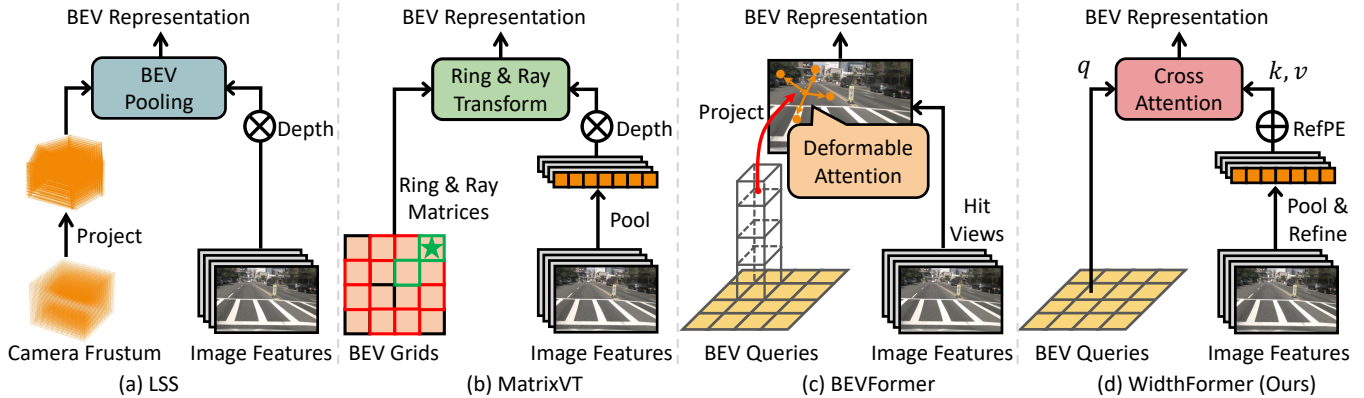 BEV Representation
BEV
Pooling
Depth
Project
Camera Frustum
Image Features
(a) LSS
BEV Representation
Ring & Ray
Transform
Depth
Ring & Ray
Matrices
Pool
BEV Grids
Image Features
(b) MatrixVT
BEV Representation
Project
Deformable
Attention
Hit
Views
BEV Queries
Image Features
(c) BEVFormer
BEV Representation
q
Cross
Attention
k, v
RefPE
Pool &
Refine
BEV Queries
Image Features
(d) WidthFormer (Ours)